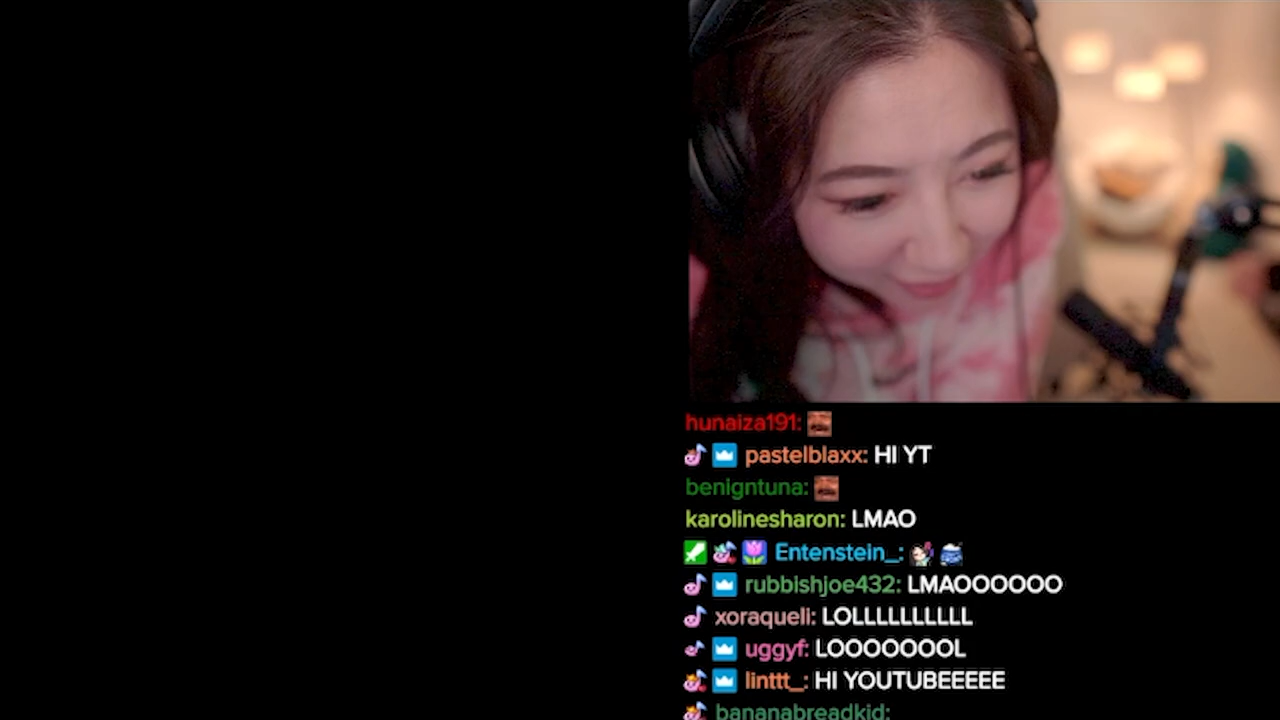 hunaiza191:
pastelblaxx: HI YT
benigntuna:
karolinesharon: LMAO
Entenstein_:
rubbishjoe432: LMAOOOOOO
xoraqueli: LOLLLLLLLLLL
uggyf: LOOOOOOOL
linttt_: HI YOUTUBEEEEE
bananabreadkid: